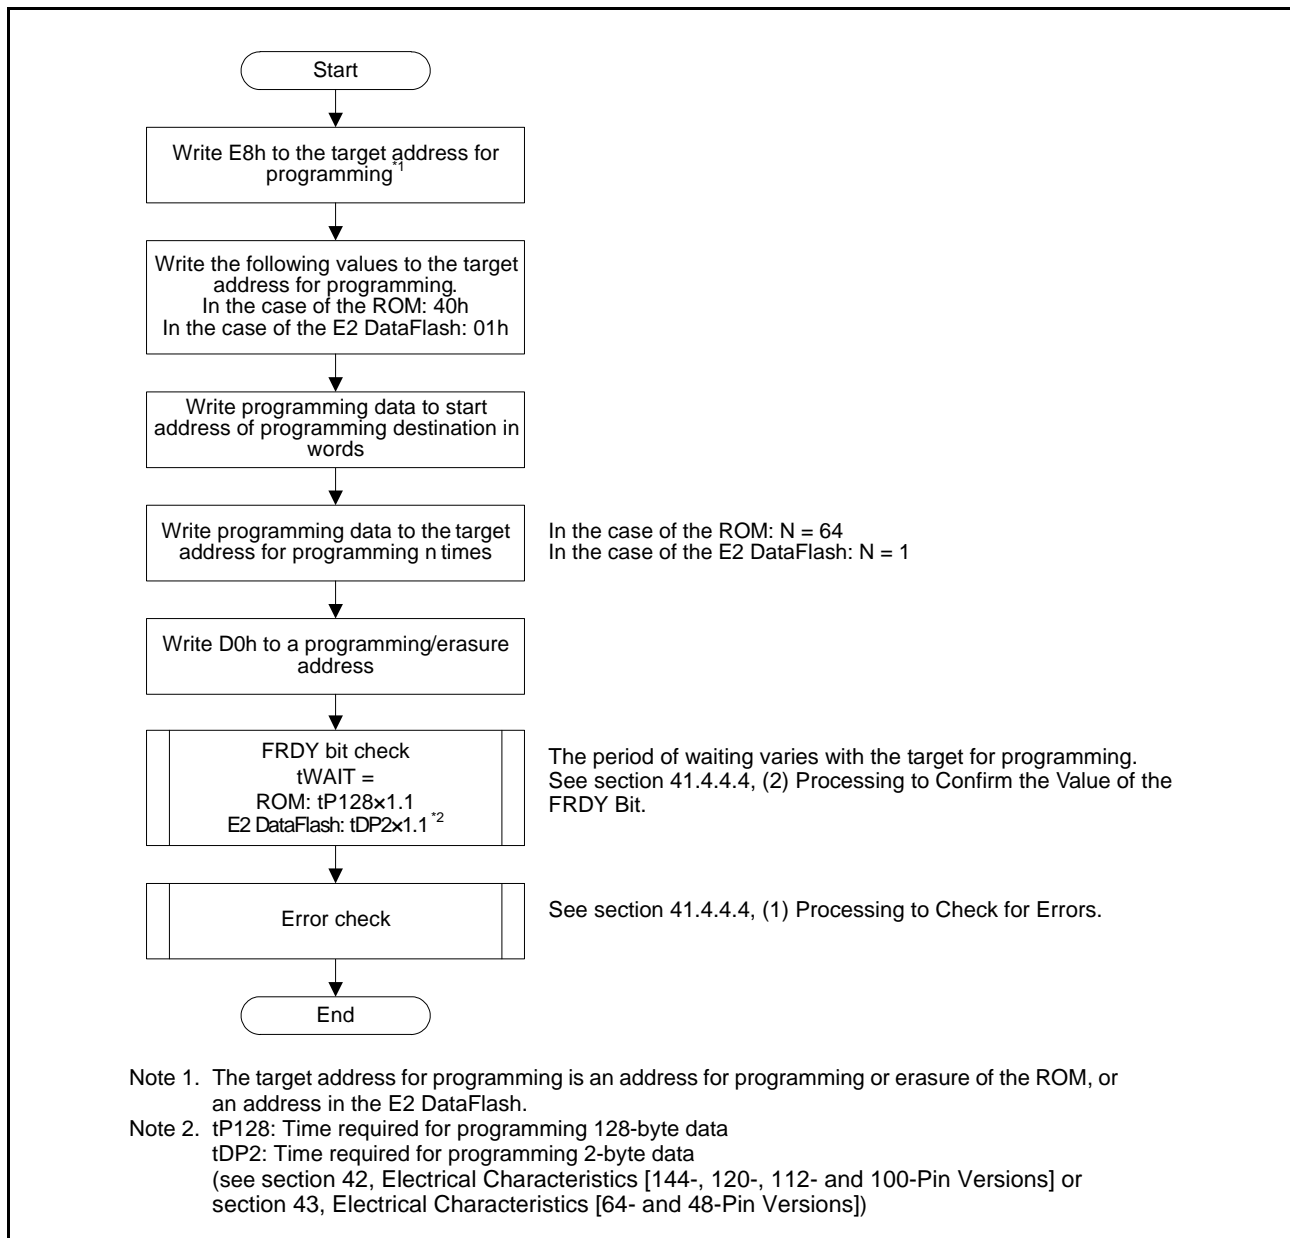 Start
Write E8h to the target address for
programming*1
Write the following values to the target
address for programming.
In the case of the ROM: 40h
In the case of the E2 DataFlash: 01h
Write programming data to start
address of programming destination in
words
Write programming data to the target
address for programming n times
In the case of the ROM: N = 64
In the case of the E2 DataFlash: N = 1
Write D0h to a programming/erasure
address
FRDY bit check
tWAIT =
ROM: tP128×1.1
E2 DataFlash: tDP2×1.1*2
The period of waiting varies with the target for programming.
See section 41.4.4.4, (2) Processing to Confirm the Value of the
FRDY Bit.
Error check
See section 41.4.4.4, (1) Processing to Check for Errors.
End
Note 1. The target address for programming is an address for programming or erasure of the ROM, or
an address in the E2 DataFlash.
Note 2. tP128: Time required for programming 128-byte data
tDP2: Time required for programming 2-byte data
(see section 42, Electrical Characteristics [144-, 120-, 112- and 100-Pin Versions] or
section 43, Electrical Characteristics [64- and 48-Pin Versions])